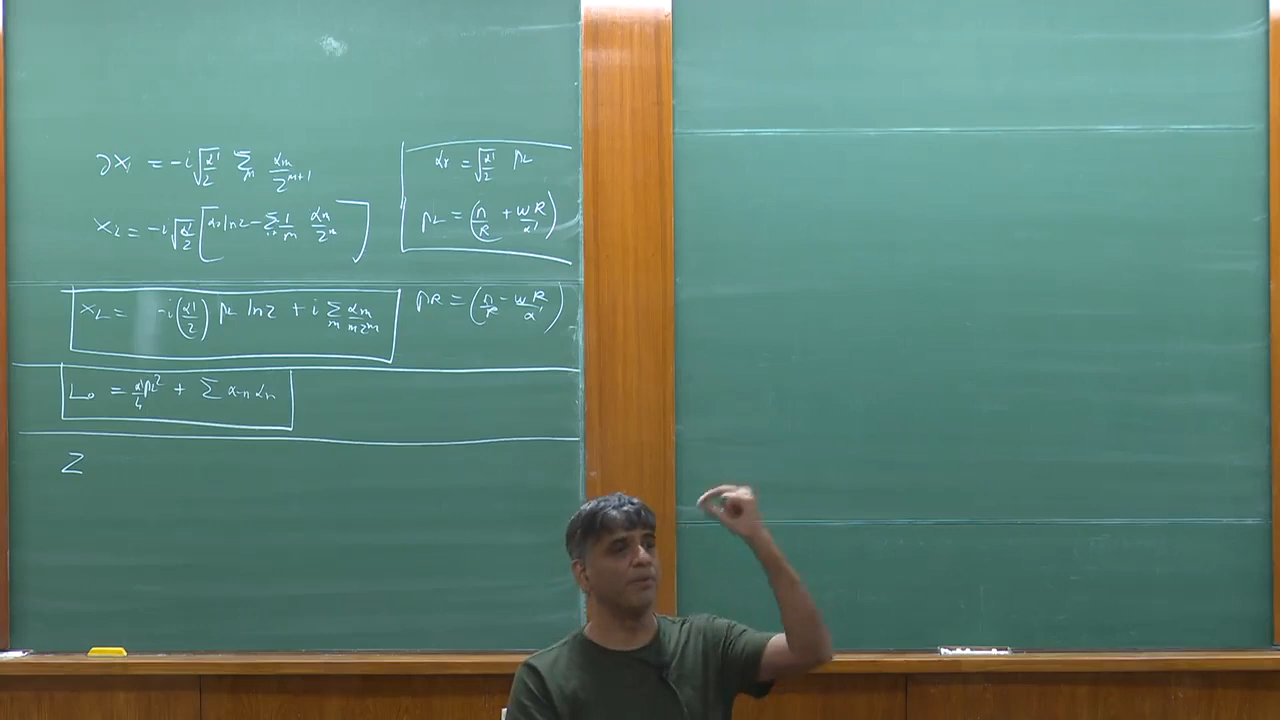 ∂X_L = -i √(α'/2) Σ_m α_m / z^{m+1}
X_L = -i √(α'/2) [ α_0 ln z - Σ 1/m α_m / z^m ]
X_L = -i (α'/2) p_L ln z + i Σ_m α_m / m z^m
L_0 = α'/4 p_L^2 + Σ α_{-n} α_n
Z
α_0 = √(α'/2) p_L
p_L = (n/R + wR/α')
p_R = (n/R - wR/α')